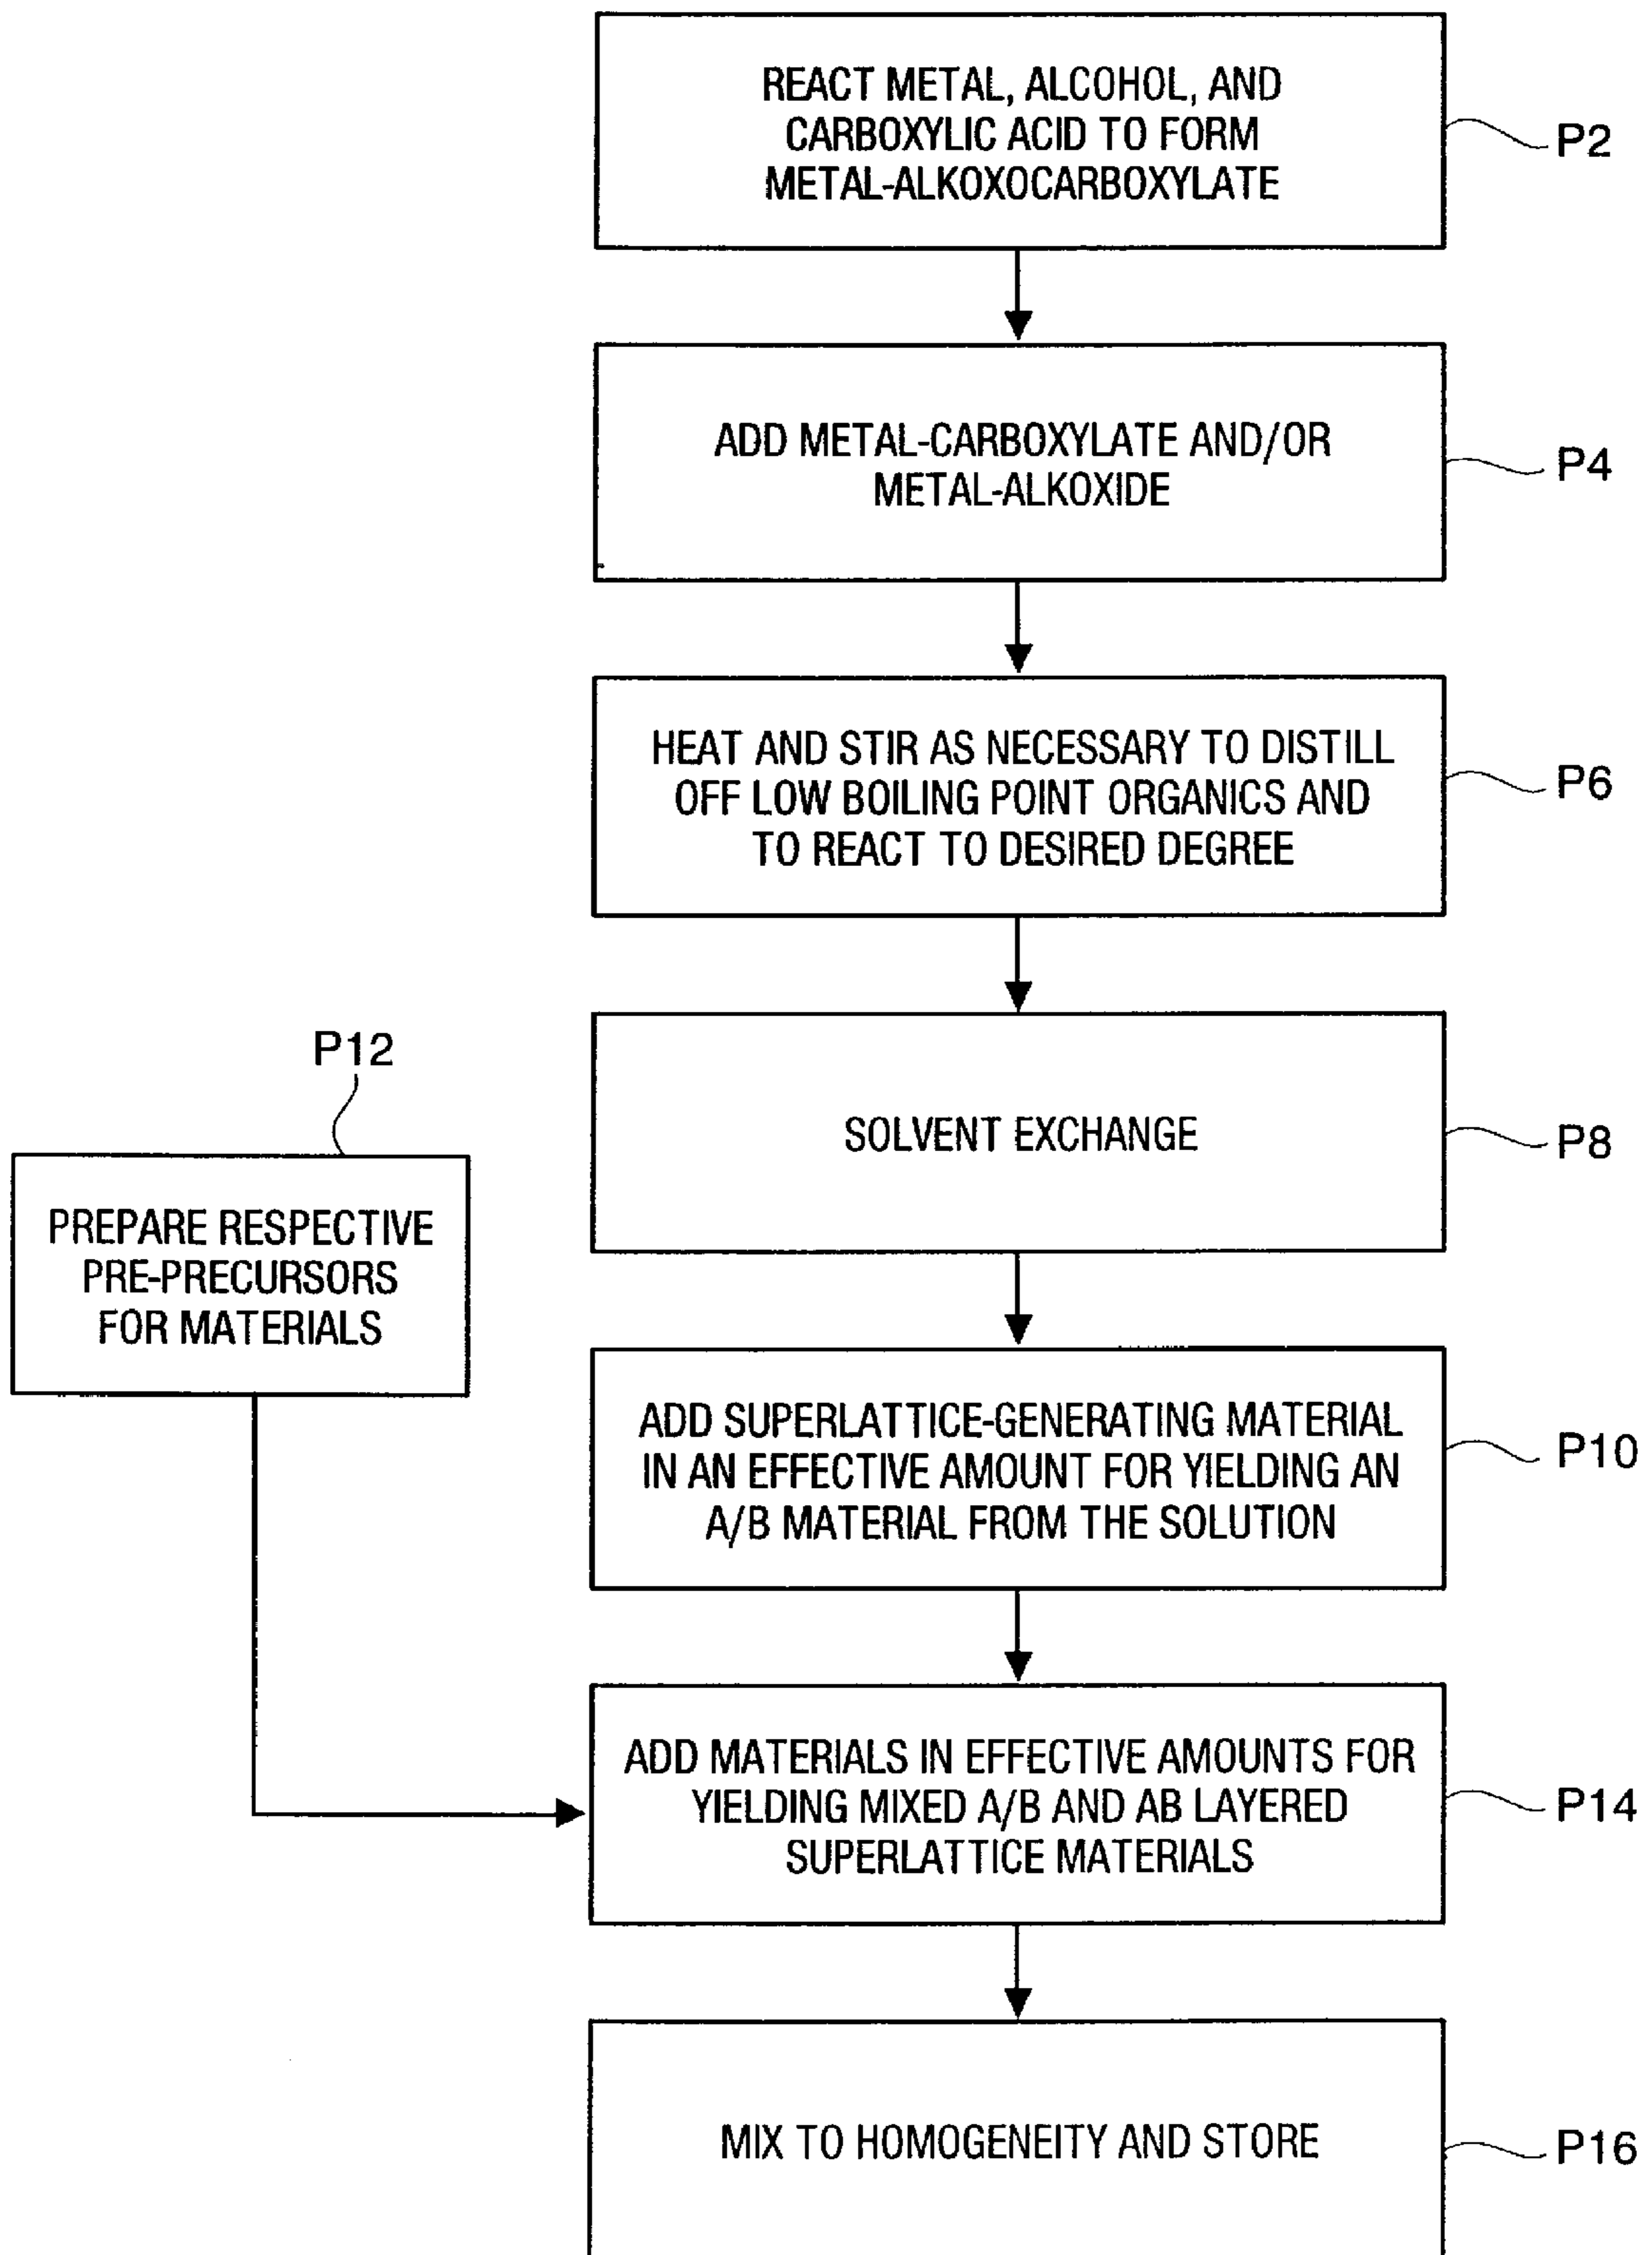 REACT METAL, ALCOHOL, AND
CARBOXYLIC ACID TO FORM
METAL-ALKOXOCARBOXYLATE
P2
ADD METAL-CARBOXYLATE AND/OR
METAL-ALKOXIDE
P4
HEAT AND STIR AS NECESSARY TO DISTILL
OFF LOW BOILING POINT ORGANICS AND
TO REACT TO DESIRED DEGREE
P6
SOLVENT EXCHANGE
P8
P12
PREPARE RESPECTIVE
PRE-PRECURSORS
FOR MATERIALS
ADD SUPERLATTICE-GENERATING MATERIAL
IN AN EFFECTIVE AMOUNT FOR YIELDING AN
A/B MATERIAL FROM THE SOLUTION
P10
ADD MATERIALS IN EFFECTIVE AMOUNTS FOR
YIELDING MIXED A/B AND AB LAYERED
SUPERLATTICE MATERIALS
P14
MIX TO HOMOGENEITY AND STORE
P16